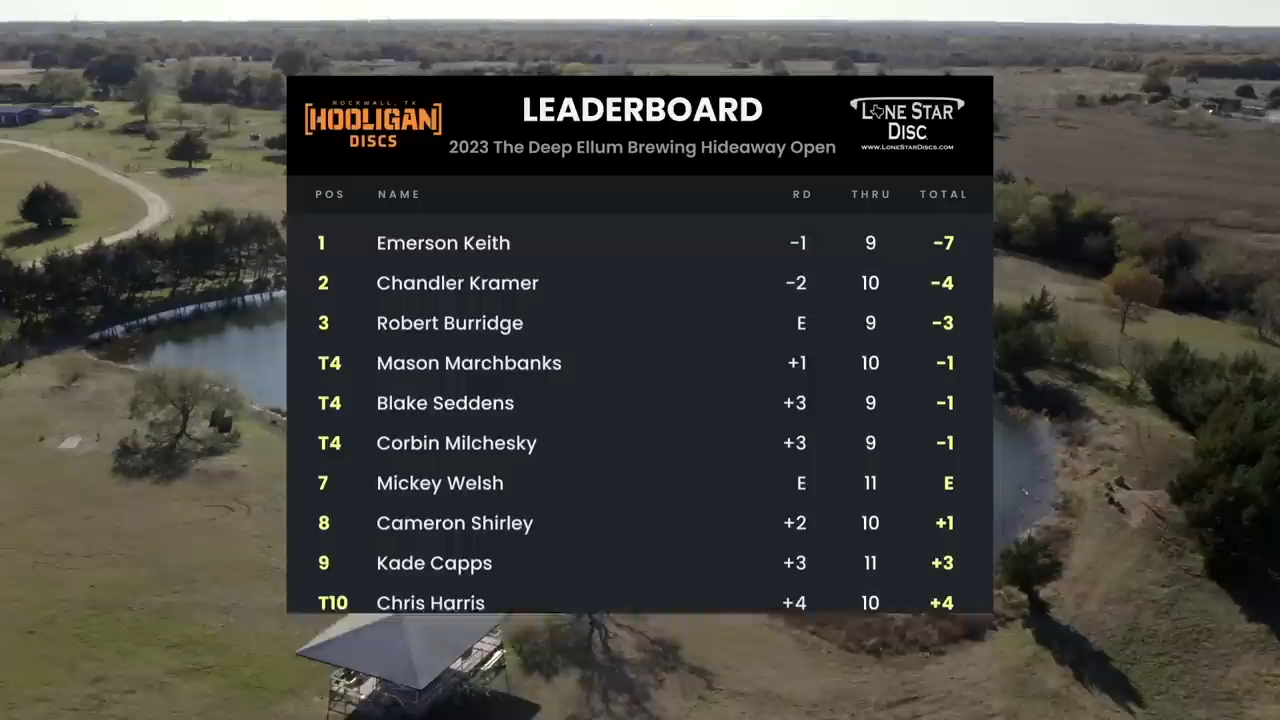 ROCKWALL, TX
HOOLIGAN
DISCS
LEADERBOARD
2023 The Deep Ellum Brewing Hideaway Open
LONE STAR
DISC
WWW.LONESTARDISCS.COM
POS NAME RD THRU TOTAL
1 Emerson Keith -1 9 -7
2 Chandler Kramer -2 10 -4
3 Robert Burridge E 9 -3
T4 Mason Marchbanks +1 10 -1
T4 Blake Seddens +3 9 -1
T4 Corbin Milchesky +3 9 -1
7 Mickey Welsh E 11 E
8 Cameron Shirley +2 10 +1
9 Kade Capps +3 11 +3
T10 Chris Harris +4 10 +4